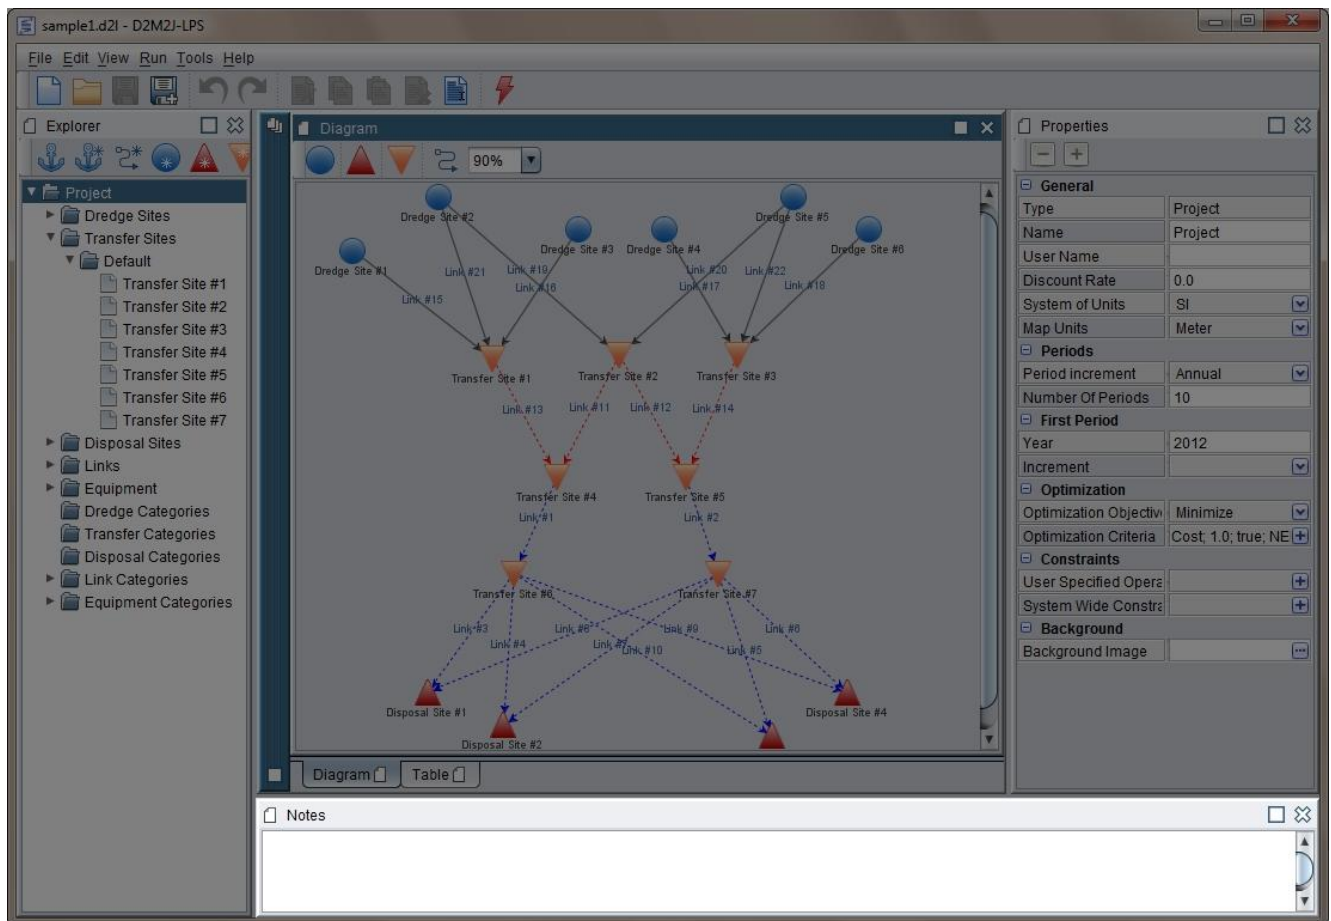 sample1.d2l - D2M2J-LPS
File Edit View Run Tools Help
Explorer
Project
Dredge Sites
Transfer Sites
Default
Transfer Site #1
Transfer Site #2
Transfer Site #3
Transfer Site #4
Transfer Site #5
Transfer Site #6
Transfer Site #7
Disposal Sites
Links
Equipment
Dredge Categories
Transfer Categories
Disposal Categories
Link Categories
Equipment Categories
Diagram
90%
Dredge Site #2
Dredge Site #5
Dredge Site #3
Dredge Site #4
Dredge Site #6
Dredge Site #1
Link #21
Link #19
Link #20
Link #22
Link #16
Link #17
Link #18
Link #15
Transfer Site #1
Transfer Site #2
Transfer Site #3
Link #13
Link #11
Link #12
Link #14
Transfer Site #4
Transfer Site #5
Link #1
Link #2
Transfer Site #6
Transfer Site #7
Link #3
Link #9
Link #6
Link #4
Link #10
Link #5
Disposal Site #1
Disposal Site #4
Disposal Site #2
Diagram
Table
Properties
General
Type Project
Name Project
User Name
Discount Rate 0.0
System of Units SI
Map Units Meter
Periods
Period increment Annual
Number Of Periods 10
First Period
Year 2012
Increment
Optimization
Optimization Objectiv Minimize
Optimization Criteria Cost; 1.0; true; NE
Constraints
User Specified Opera
System Wide Constra
Background
Background Image
Notes